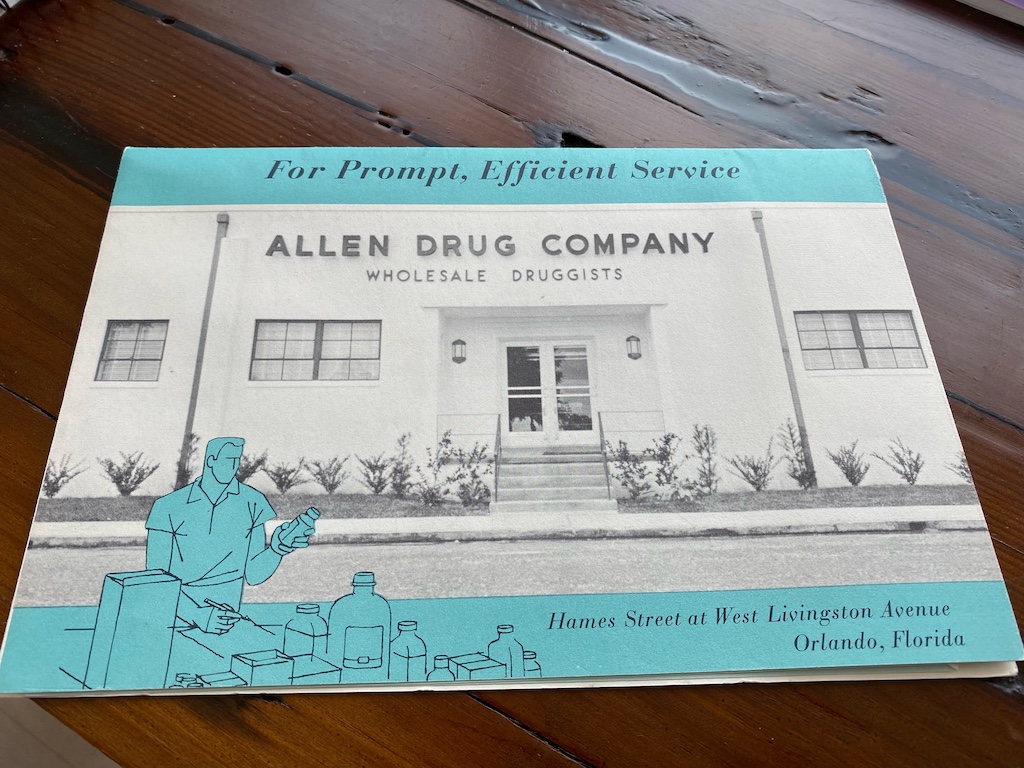 For Prompt, Efficient Service
ALLEN DRUG COMPANY
WHOLESALE DRUGGISTS
Hames Street at West Livingston Avenue
Orlando, Florida